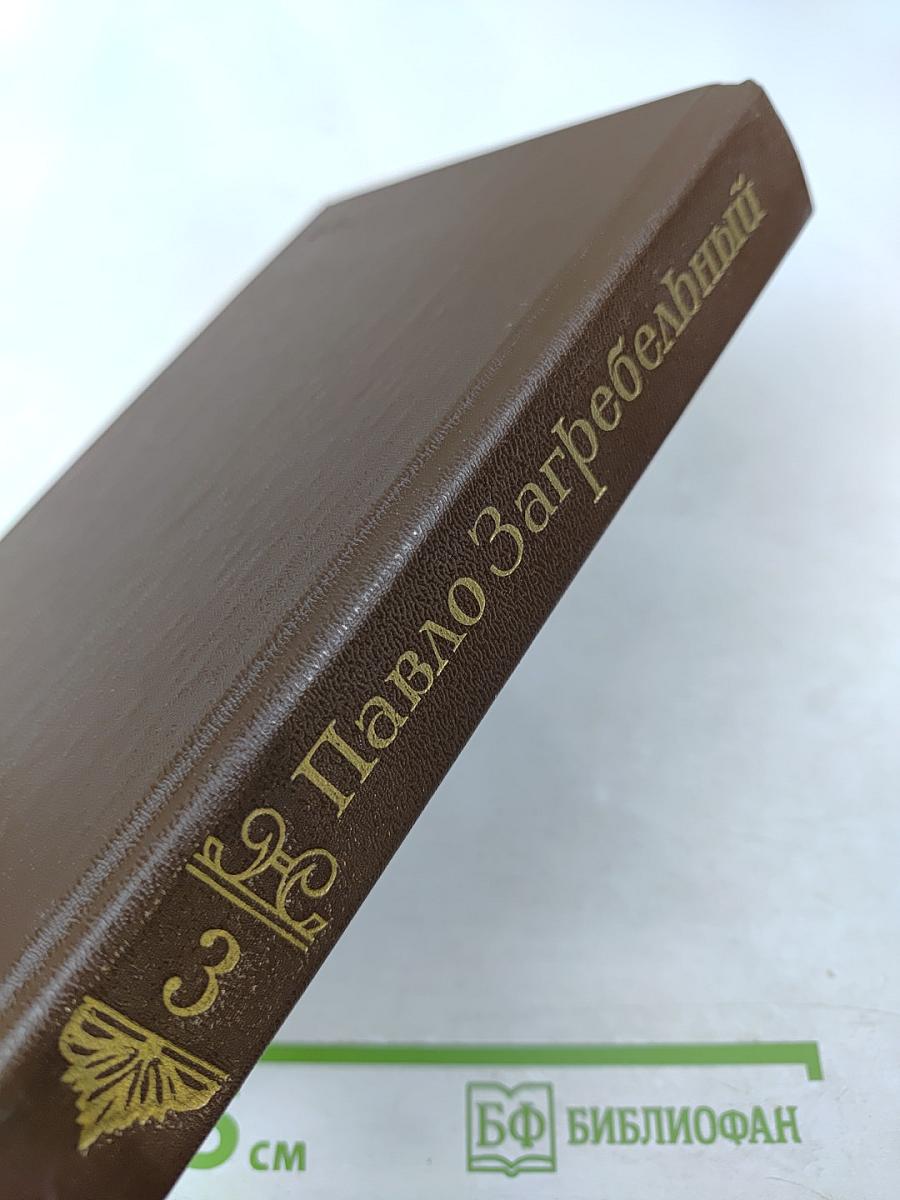 Павло Загребельный
3
см
БФ БИБЛИОФАН